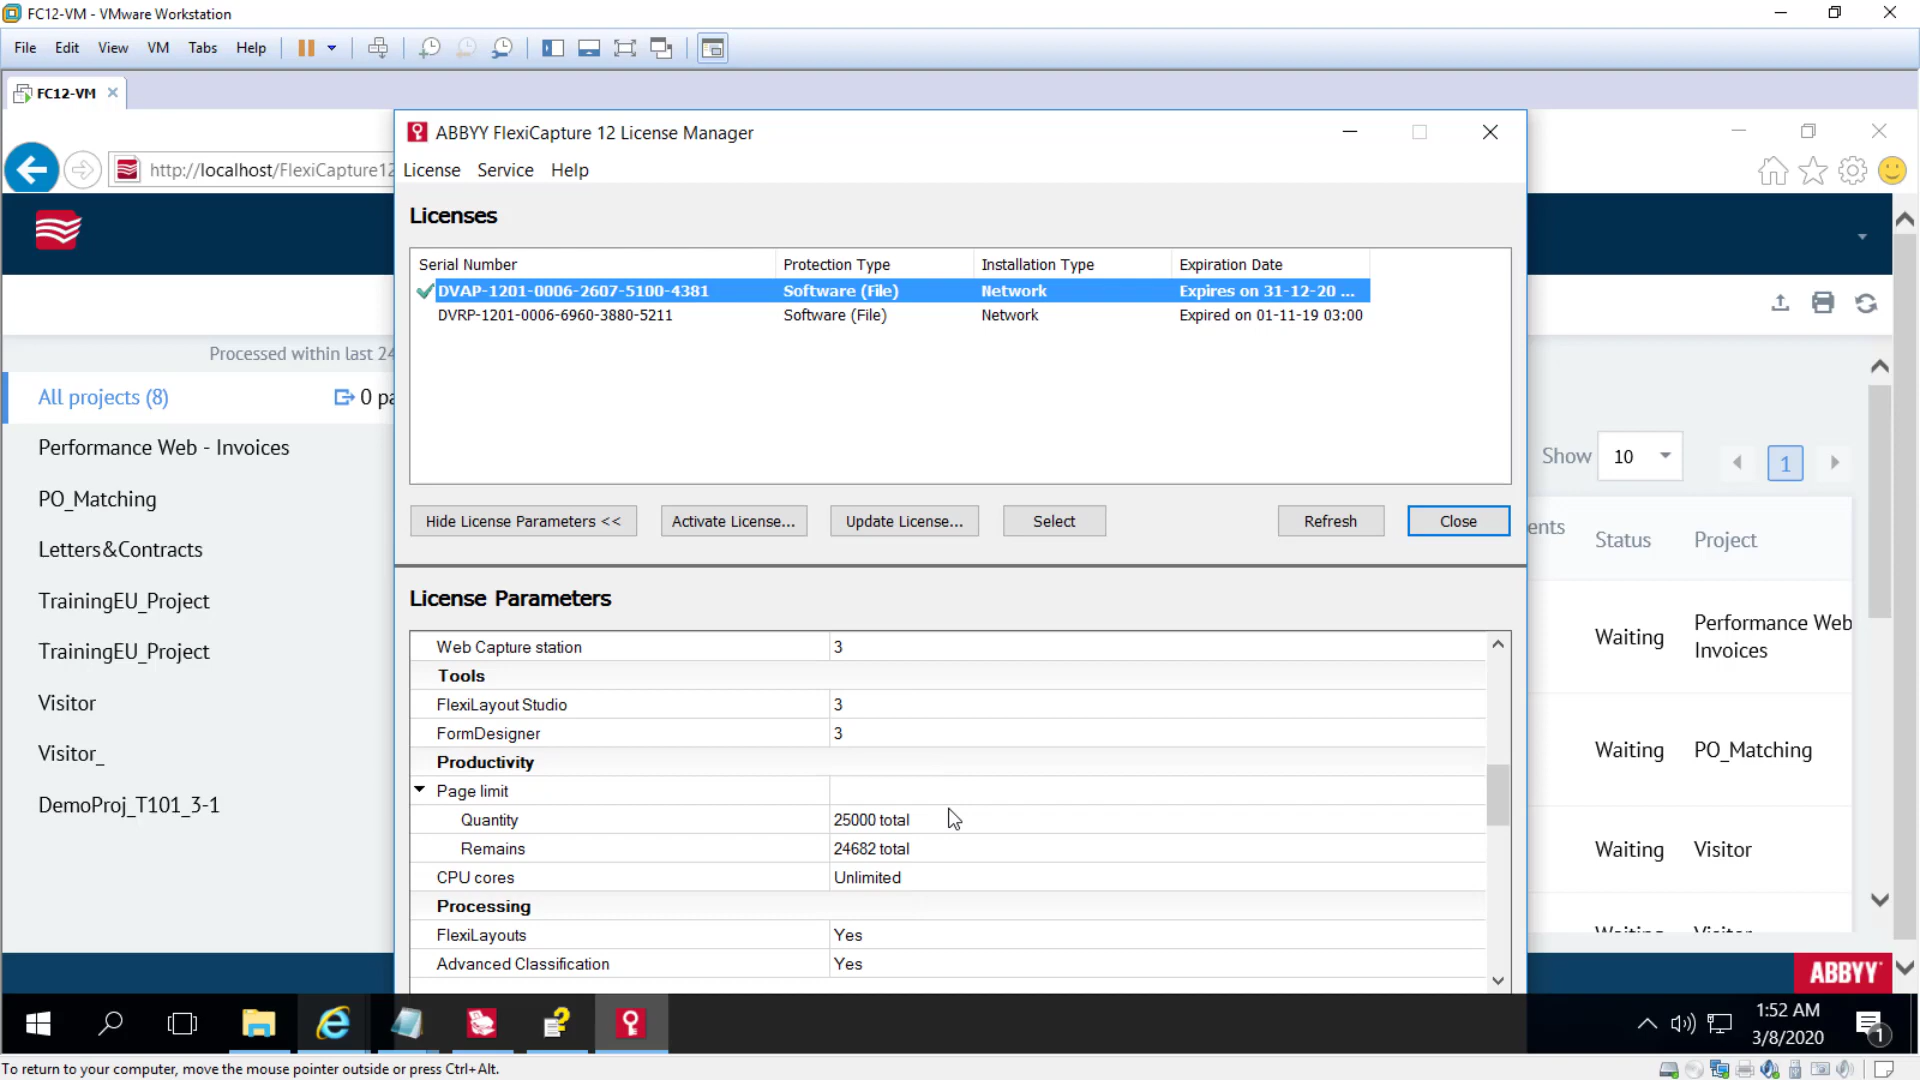 FC12-VM - VMware Workstation
File Edit View VM Tabs Help
FC12-VM
ABBYY FlexiCapture 12 License Manager
http://localhost/FlexiCapture12
License Service Help
Licenses
Serial Number Protection Type Installation Type Expiration Date
DVAP-1201-0006-2607-5100-4381 Software (File) Network Expires on 31-12-20 ...
DVRP-1201-0006-6960-3880-5211 Software (File) Network Expired on 01-11-19 03:00
Processed within last 24
All projects (8) 0 pa
Performance Web - Invoices
PO_Matching
Letters&Contracts
TrainingEU_Project
TrainingEU_Project
Visitor
Visitor_
DemoProj_T101_3-1
Show 10 1
Hide License Parameters << Activate License... Update License... Select Refresh Close
ents Status Project
License Parameters
Web Capture station 3
Tools
FlexiLayout Studio 3
FormDesigner 3
Productivity
Page limit
Quantity 25000 total
Remains 24682 total
CPU cores Unlimited
Processing
FlexiLayouts Yes
Advanced Classification Yes
Waiting Performance Web
Invoices
Waiting PO_Matching
Waiting Visitor
Waiting Visitor
ABBYY
1:52 AM
3/8/2020
1
To return to your computer, move the mouse pointer outside or press Ctrl+Alt.